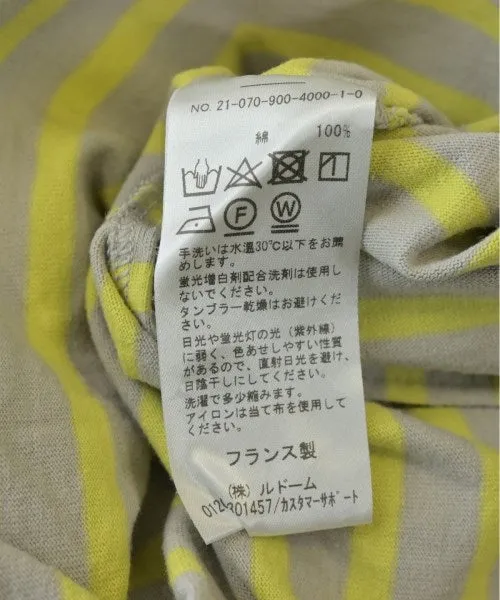 NO. 21-070-900-4000-1-0
綿 100%
F W
手洗いは水温30℃以下をお薦
めします。
蛍光増白剤配合洗剤は使用し
ないでください。
タンブラー乾燥はお避けくださ
い。
日光や蛍光灯の光（紫外線）
に弱く、色あせしやすい性質
があるので、直射日光を避け、
日陰干しにしてください。
洗濯で多少縮みます。
アイロンは当て布を使用して
ください。
フランス製
（株）ルドーム
301457/カスタマーサポート